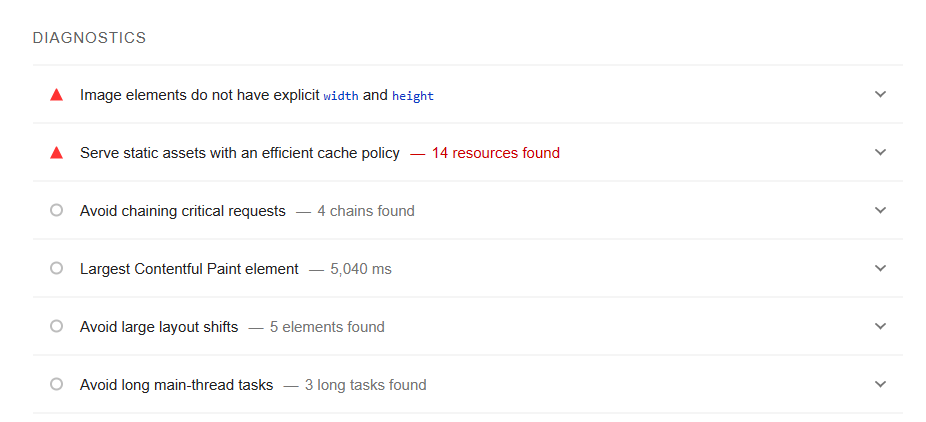 DIAGNOSTICS
Image elements do not have explicit width and height
Serve static assets with an efficient cache policy — 14 resources found
Avoid chaining critical requests — 4 chains found
Largest Contentful Paint element — 5,040 ms
Avoid large layout shifts — 5 elements found
Avoid long main-thread tasks — 3 long tasks found